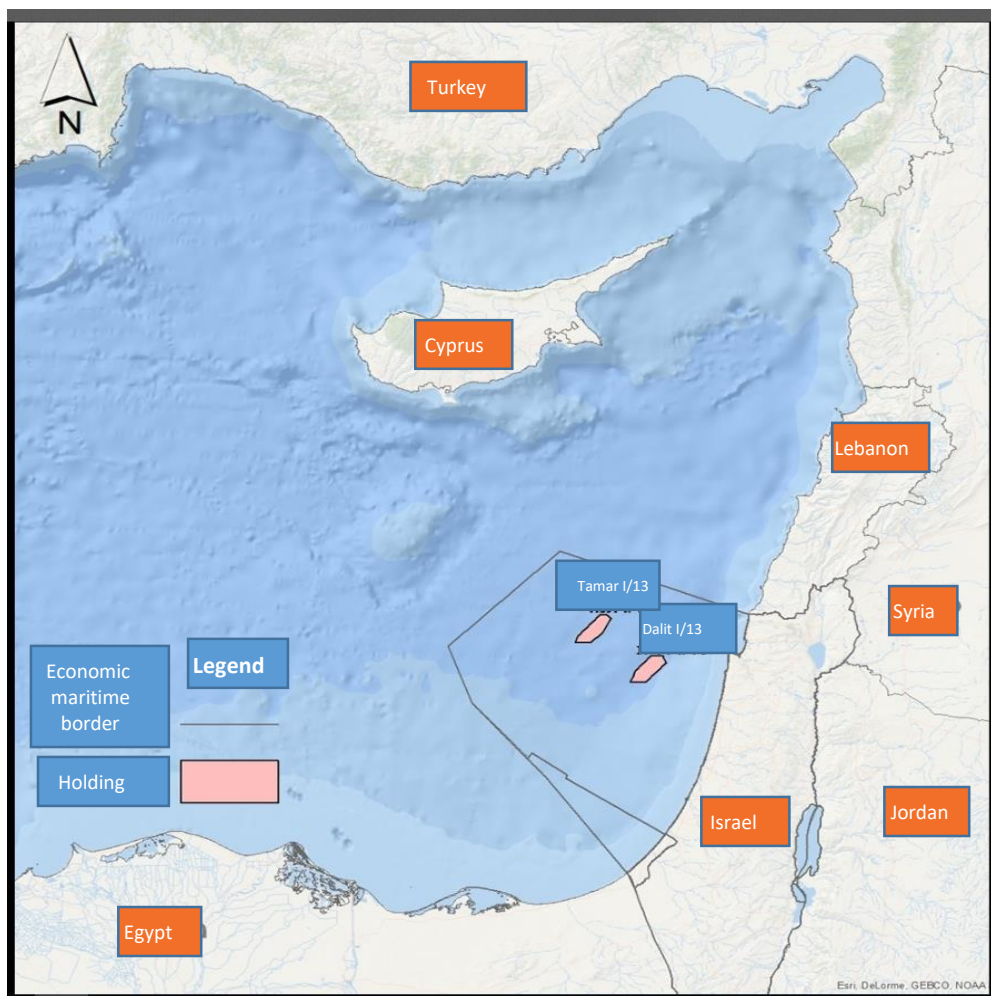 Turkey
N
Cyprus
Lebanon
Tamar I/13
Syria
Dalit I/13
Economic
maritime
border
Legend
Holding
Israel
Jordan
Egypt
Esri, DeLorme, GEBCO, NOAA